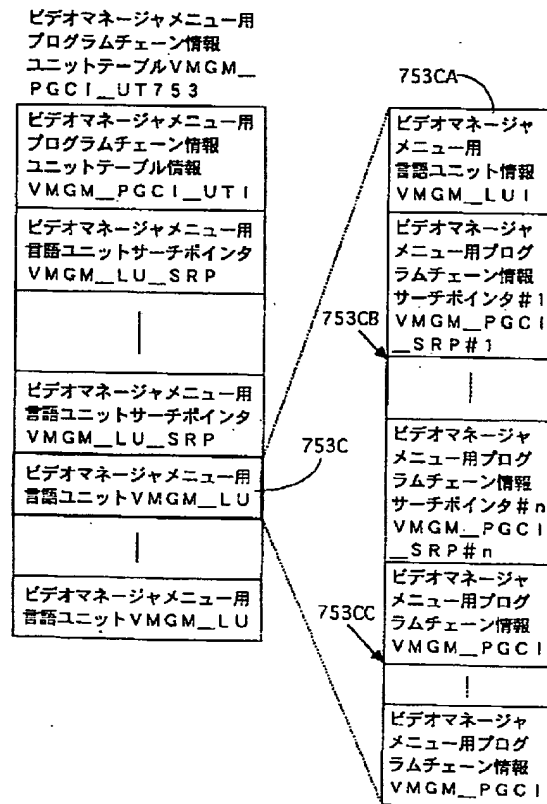 ビデオマネージャメニュー用
プログラムチェーン情報
ユニットテーブルVMGM__
PGCI__UT753
ビデオマネージャメニュー用
プログラムチェーン情報
ユニットテーブル情報
VMGM__PGCI__UTI
ビデオマネージャメニュー用
言語ユニットサーチポインタ
VMGM__LU__SRP
ビデオマネージャメニュー用
言語ユニットサーチポインタ
VMGM__LU__SRP
753C
ビデオマネージャメニュー用
言語ユニットVMGM__LU
ビデオマネージャメニュー用
言語ユニットVMGM__LU
753CA
ビデオマネージャ
メニュー用
言語ユニット情報
VMGM__LUI
ビデオマネージャ
メニュー用プログ
ラムチェーン情報
サーチポインタ#1
VMGM__PGCI
__SRP#1
753CB
ビデオマネージャ
メニュー用プログ
ラムチェーン情報
サーチポインタ#n
VMGM__PGCI
__SRP#n
ビデオマネージャ
メニュー用プログ
ラムチェーン情報
VMGM__PGCI
753CC
ビデオマネージャ
メニュー用プログ
ラムチェーン情報
VMGM__PGCI